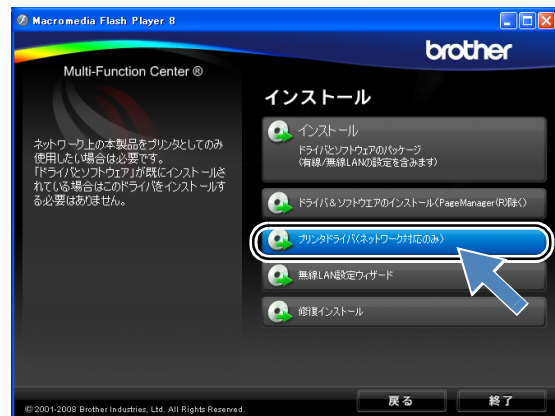 Macromedia Flash Player 8
brother
Multi-Function Center ®
インストール
ネットワーク上の本製品をプリンタとしてのみ
使用したい場合は必要です。
「ドライバとソフトウェア」が既にインストールさ
れている場合はこのドライバをインストールす
る必要はありません。
インストール
ドライバとソフトウェアのパッケージ
(有線/無線LANの設定を含みます)
ドライバ&ソフトウェアのインストール(PageManager(R)除く)
プリンタドライバ(ネットワーク対応のみ)
無線LAN設定ウィザード
修復インストール
戻る
終了
© 2001-2008 Brother Industries, Ltd. All Rights Reserved.